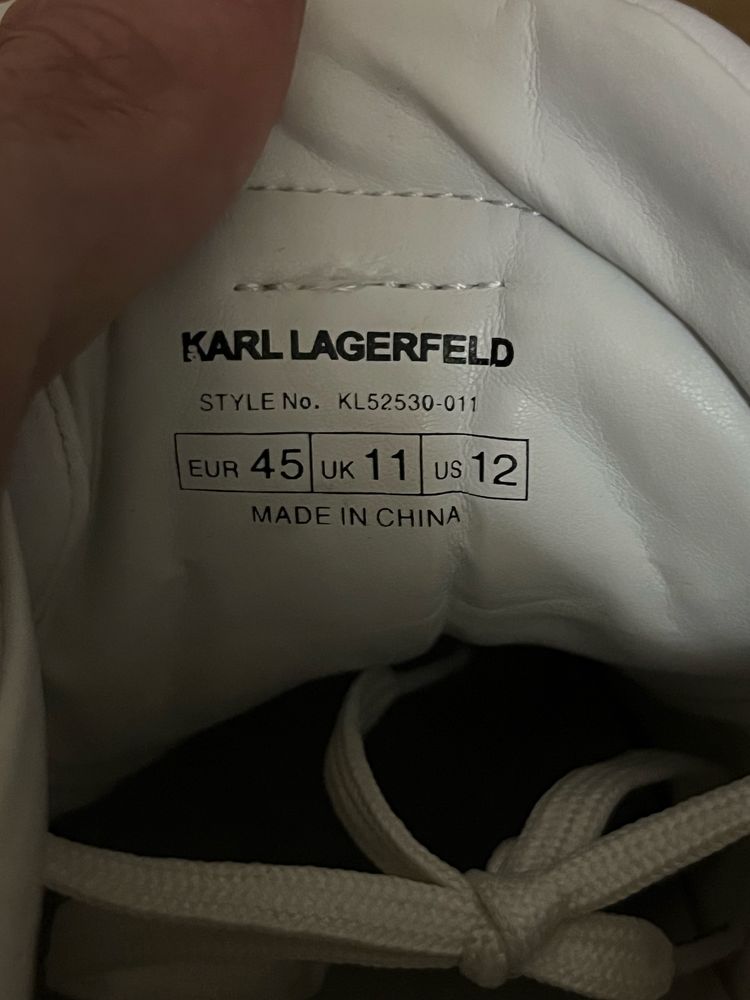 KARL LAGERFELD
STYLE No. KL52530-011
EUR 45 UK 11 US 12
MADE IN CHINA